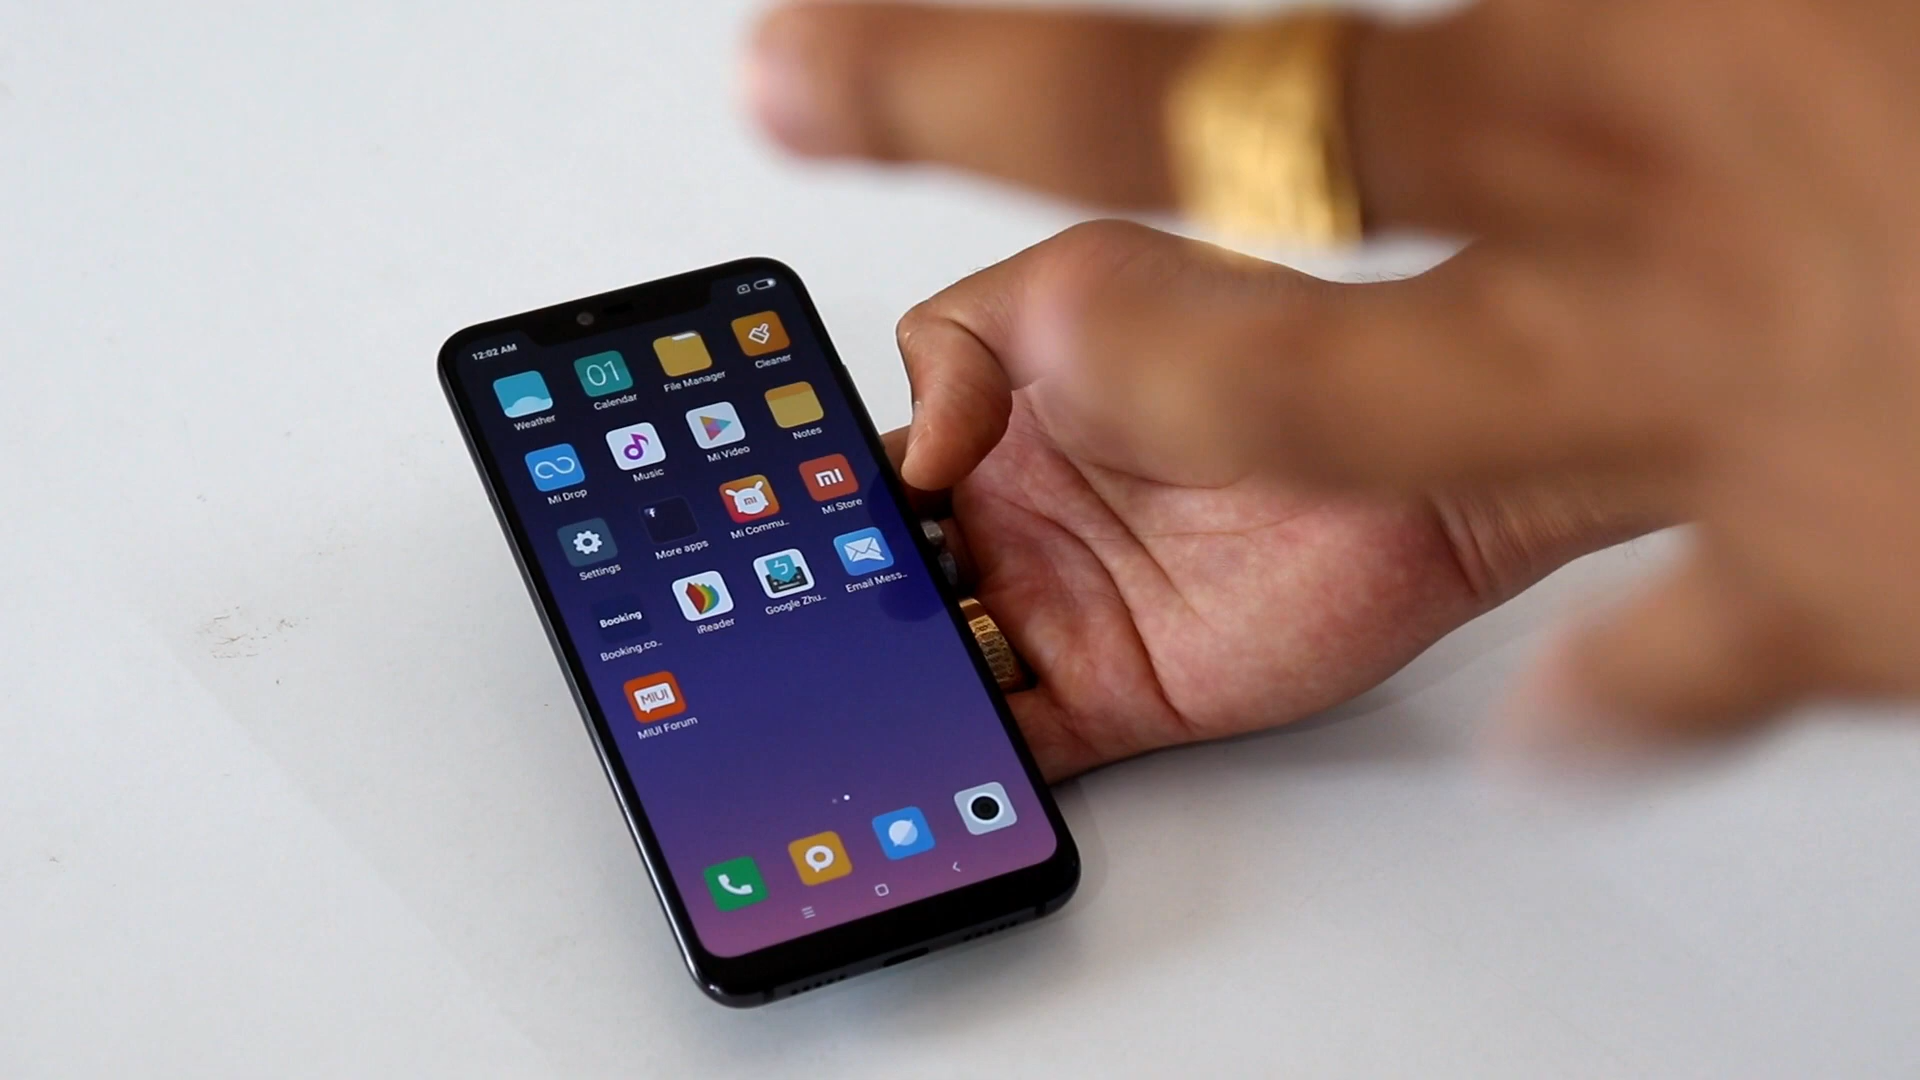 12:02 AM
Weather
01
Calendar
File Manager
Cleaner
Mi Drop
Music
Mi Video
Notes
Settings
f
More apps
mi
Mi Commu..
mi
Mi Store
Booking
Booking.co..
iReader
Google Zhu..
Email Mess..
MIUI
MIUI Forum